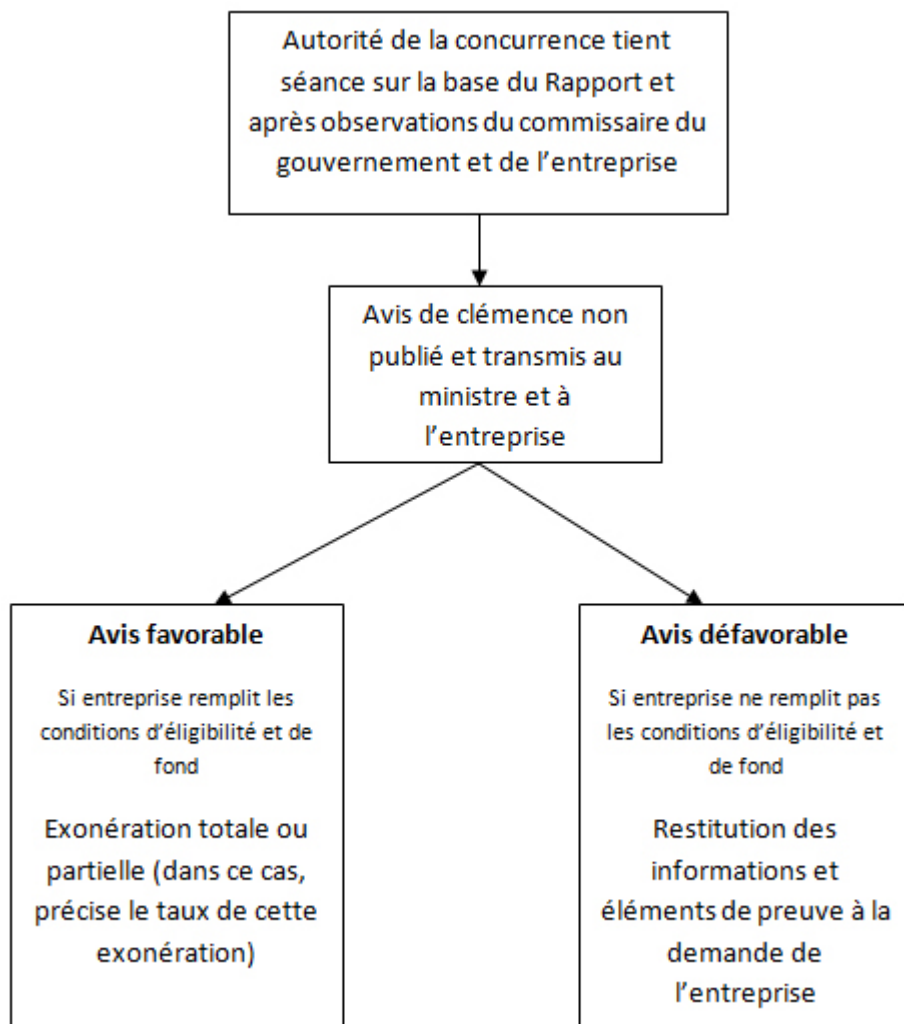 Autorité de la concurrence tient
séance sur la base du Rapport et
après observations du commissaire du
gouvernement et de l'entreprise
Avis de clémence non
publié et transmis au
ministre et à
l'entreprise
Avis favorable
Si entreprise remplit les
conditions d'éligibilité et de
fond
Exonération totale ou
partielle (dans ce cas,
précise le taux de cette
exonération)
Avis défavorable
Si entreprise ne remplit pas
les conditions d'éligibilité et
de fond
Restitution des
informations et
éléments de preuve à la
demande de
l'entreprise